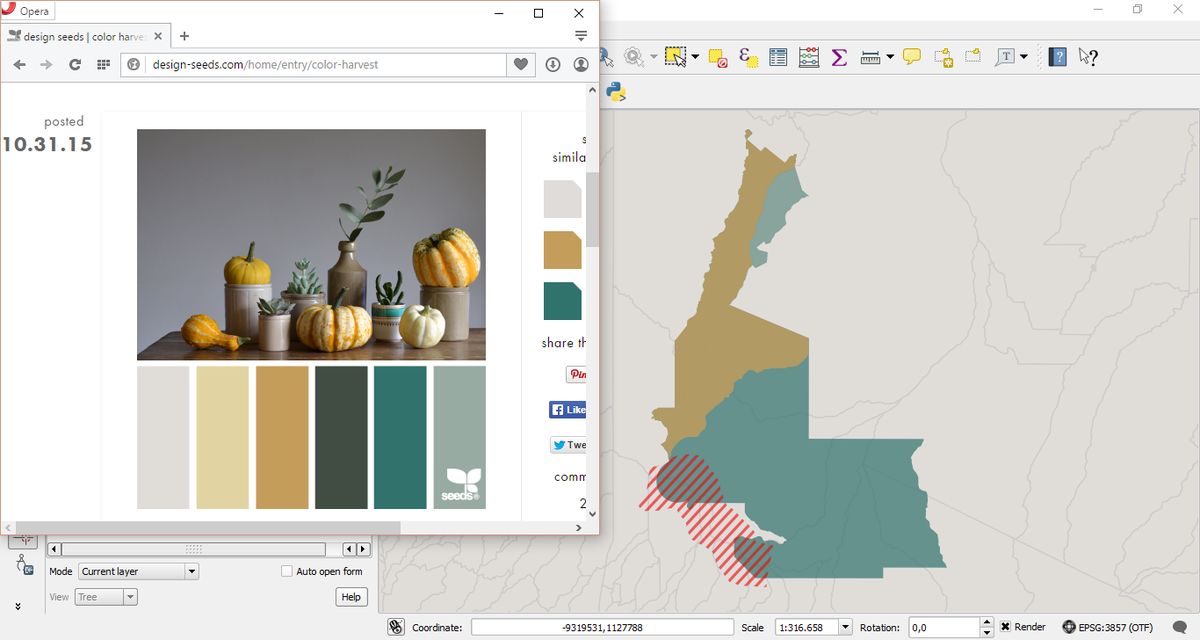 Opera
design seeds | color harve
design-seeds.com/home/entry/color-harvest
posted
10.31.15
simila
share th
Pin
Like
Twe
comm
2
seeds®
Mode
Current layer
Auto open form
View
Tree
Help
Coordinate:
-9319531,1127788
Scale
1:316.658
Rotation:
0,0
Render
EPSG:3857 (OTF)